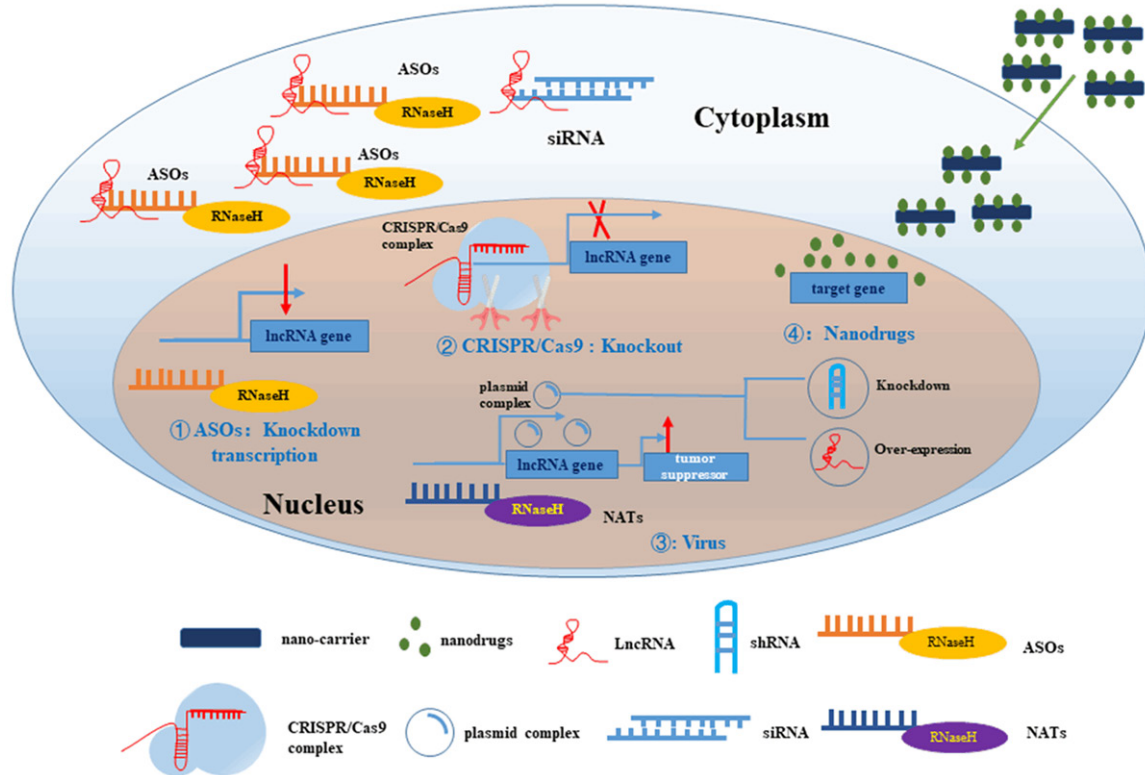 ASOs
RNaseH
siRNA
Cytoplasm
ASOs
RNaseH
ASOs
RNaseH
CRISPR/Cas9
complex
lncRNA gene
lncRNA gene
target gene
② CRISPR/Cas9 : Knockout
④: Nanodrugs
RNaseH
① ASOs: Knockdown
transcription
plasmid
complex
Knockdown
lncRNA gene
tumor
suppressor
Over-expression
Nucleus
RNaseH
NATs
③: Virus
nano-carrier
nanodrugs
LncRNA
shRNA
RNaseH
ASOs
CRISPR/Cas9
complex
plasmid complex
siRNA
RNaseH
NATs